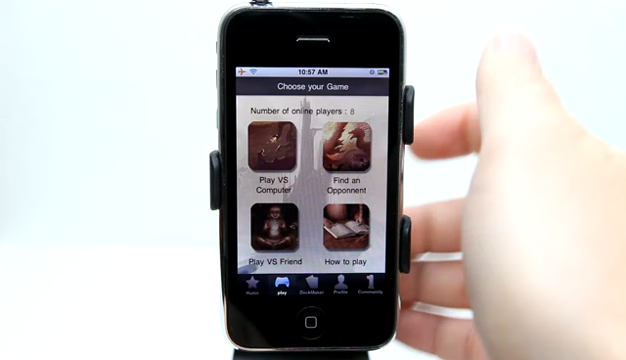 10:57 AM
Choose your Game
Number of online players : 8
Play VS
Computer
Find an
Opponnent
Play VS Friend
How to play
Home
play
DeckMaker
Profile
Community